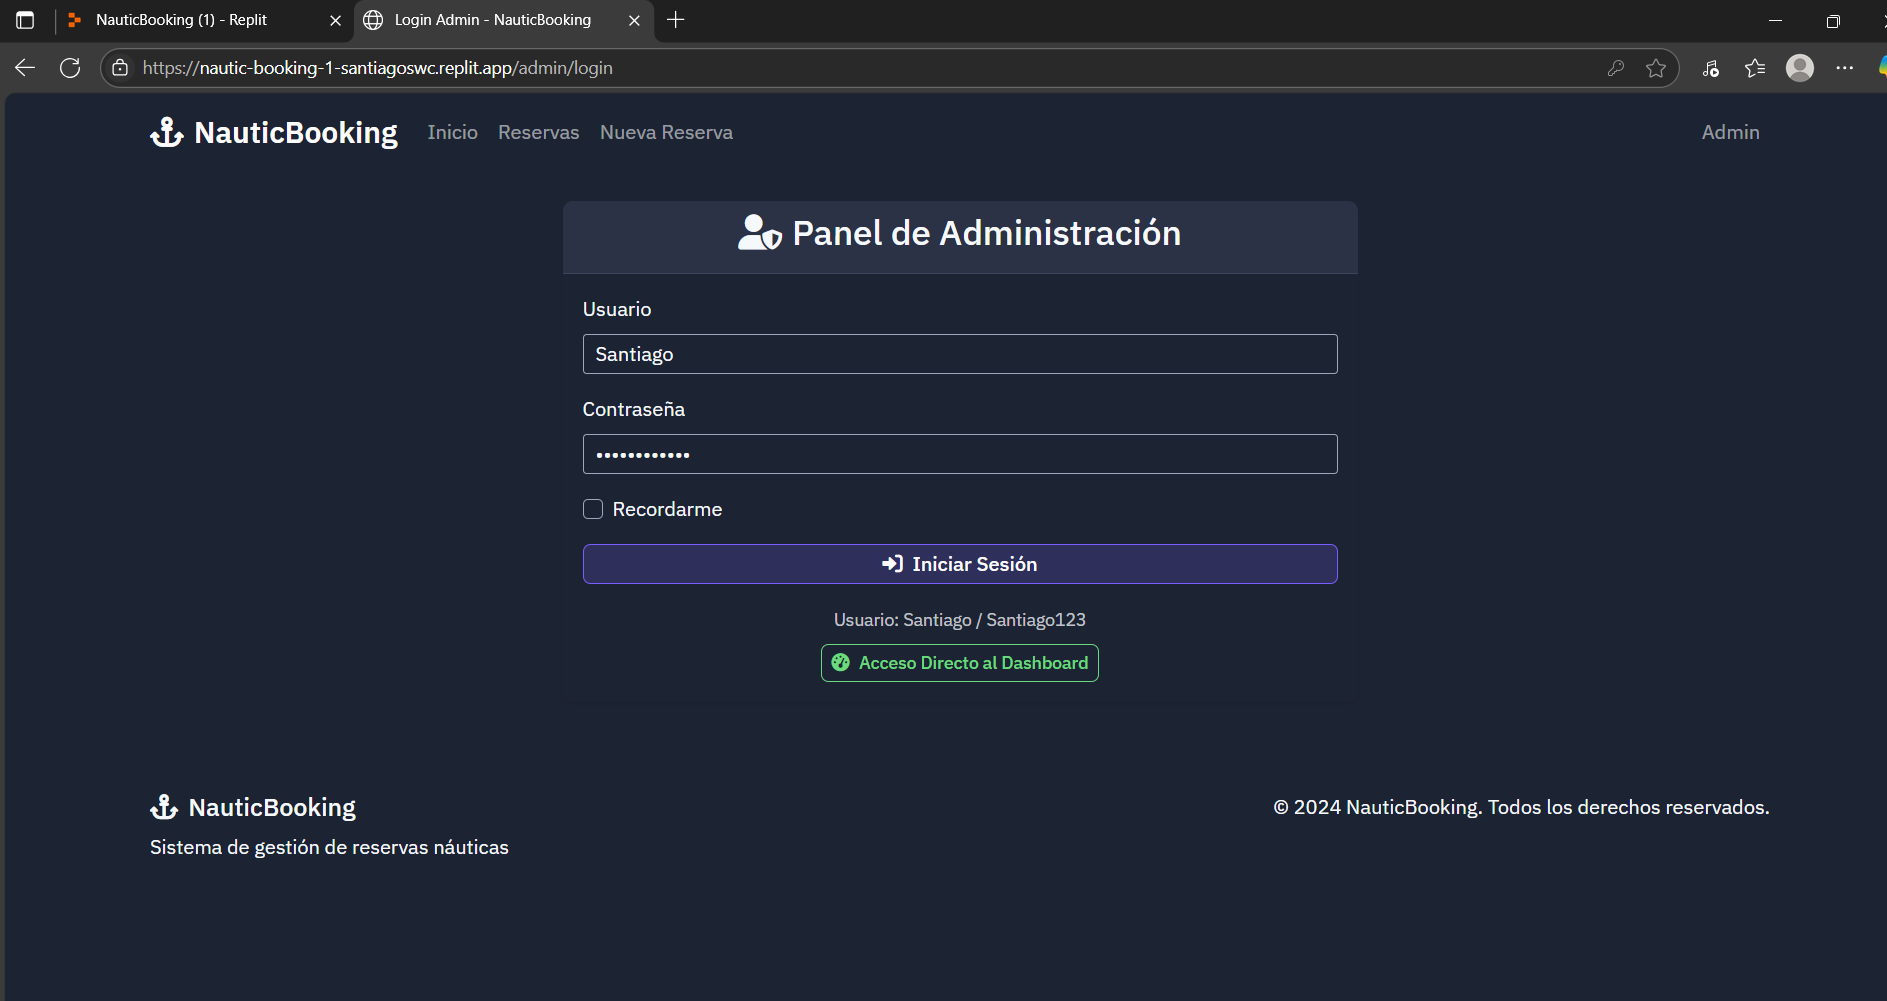 NauticBooking (1) - Replit
Login Admin - NauticBooking
https://nautic-booking-1-santiagoswc.replit.app/admin/login
NauticBooking
Inicio
Reservas
Nueva Reserva
Admin
Panel de Administración
Usuario
Santiago
Contraseña
••••••••••••
Recordarme
Iniciar Sesión
Usuario: Santiago / Santiago123
Acceso Directo al Dashboard
NauticBooking
© 2024 NauticBooking. Todos los derechos reservados.
Sistema de gestión de reservas náuticas